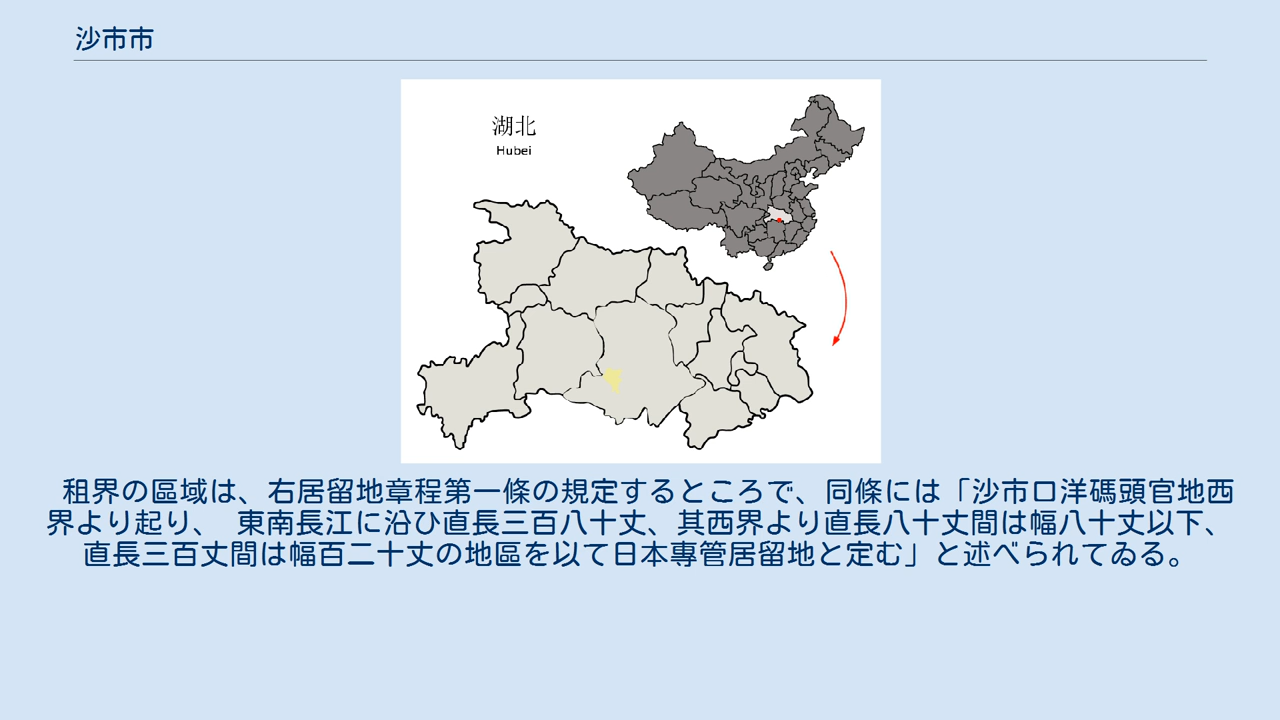 沙市市
湖北
Hubei
租界の區域は、右居留地章程第一條の規定するところで、同條には「沙市口洋碼頭官地西
界より起り、 東南長江に沿ひ直長三百八十丈、其西界より直長八十丈間は幅八十丈以下、
直長三百丈間は幅百二十丈の地區を以て日本專管居留地と定む」と述べられてゐる。